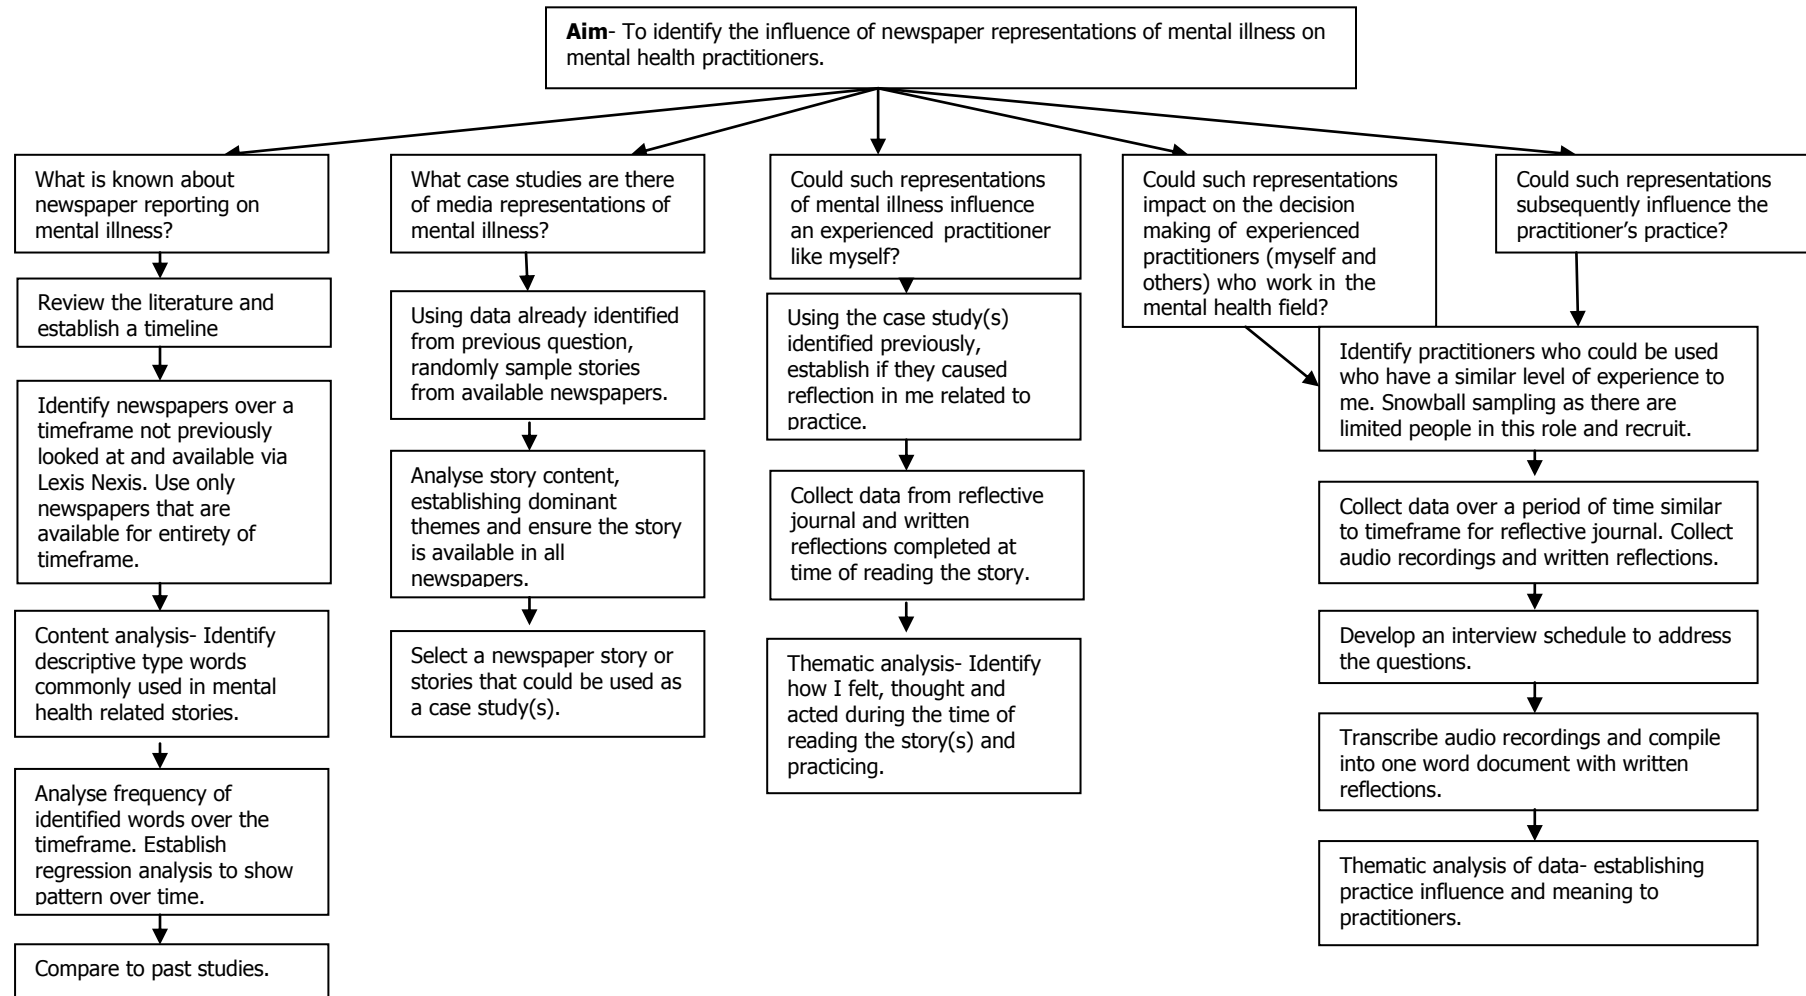 Aim- To identify the influence of newspaper representations of mental illness on
mental health practitioners.
What is known about
newspaper reporting on
mental illness?
Review the literature and
establish a timeline
Identify newspapers over a
timeframe not previously
looked at and available via
Lexis Nexis. Use only
newspapers that are
available for entirety of
timeframe.
Content analysis- Identify
descriptive type words
commonly used in mental
health related stories.
Analyse frequency of
identified words over the
timeframe. Establish
regression analysis to show
pattern over time.
Compare to past studies.
What case studies are there
of media representations of
mental illness?
Using data already identified
from previous question,
randomly sample stories
from available newspapers.
Analyse story content,
establishing dominant
themes and ensure the story
is available in all
newspapers.
Select a newspaper story or
stories that could be used as
a case study(s).
Could such representations
of mental illness influence
an experienced practitioner
like myself?
Using the case study(s)
identified previously,
establish if they caused
reflection in me related to
practice.
Collect data from reflective
journal and written
reflections completed at
time of reading the story.
Thematic analysis- Identify
how I felt, thought and
acted during the time of
reading the story(s) and
practicing.
Could such representations
impact on the decision
making of experienced
practitioners (myself and
others) who work in the
mental health field?
Could such representations
subsequently influence the
practitioner's practice?
Identify practitioners who could be used
who have a similar level of experience to
me. Snowball sampling as there are
limited people in this role and recruit.
Collect data over a period of time similar
to timeframe for reflective journal. Collect
audio recordings and written reflections.
Develop an interview schedule to address
the questions.
Transcribe audio recordings and compile
into one word document with written
reflections.
Thematic analysis of data- establishing
practice influence and meaning to
practitioners.